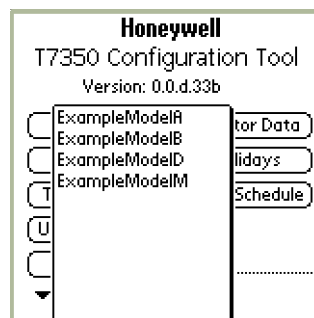 Honeywell
T7350 Configuration Tool
Version: 0.0.d.33b
ExampleModelA
ExampleModelB
ExampleModelD
ExampleModelM
tor Data
lidays
T
Schedule
U